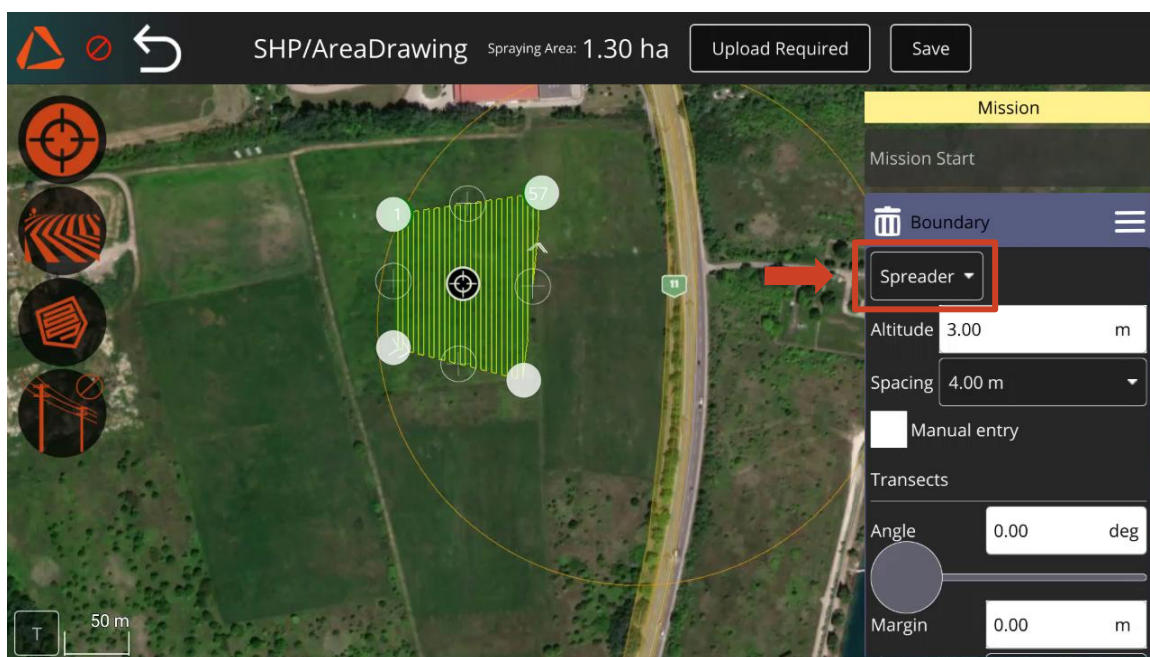 SHP/AreaDrawing Spraying Area: 1.30 ha Upload Required Save
Mission
Mission Start
Boundary
Spreader
Altitude 3.00 m
Spacing 4.00 m
Manual entry
Transects
Angle 0.00 deg
Margin 0.00 m
1
57
11
T 50 m